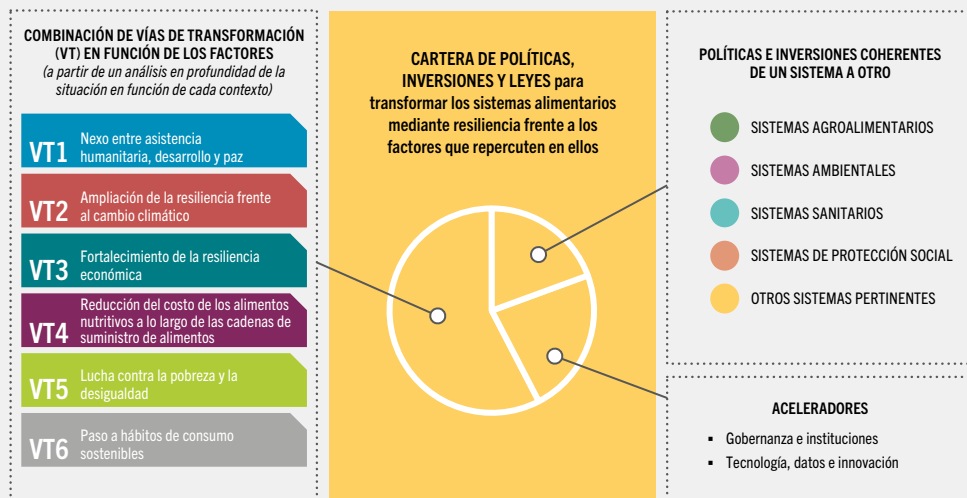 COMBINACIÓN DE VÍAS DE TRANSFORMACIÓN
(VT) EN FUNCIÓN DE LOS FACTORES
(a partir de un análisis en profundidad de la
situación en función de cada contexto)
VT1
Nexo entre asistencia
humanitaria, desarrollo y paz
VT2
Ampliación de la resiliencia frente
al cambio climático
VT3
Fortalecimiento de la resiliencia
económica
VT4
Reducción del costo de los alimentos
nutritivos a lo largo de las cadenas de
suministro de alimentos
VT5
Lucha contra la pobreza y la
desigualdad
VT6
Paso a hábitos de consumo
sostenibles
CARTERA DE POLÍTICAS,
INVERSIONES Y LEYES para
transformar los sistemas alimentarios
mediante resiliencia frente a los
factores que repercuten en ellos
POLÍTICAS E INVERSIONES COHERENTES
DE UN SISTEMA A OTRO
SISTEMAS AGROALIMENTARIOS
SISTEMAS AMBIENTALES
SISTEMAS SANITARIOS
SISTEMAS DE PROTECCIÓN SOCIAL
OTROS SISTEMAS PERTINENTES
ACELERADORES
▪ Gobernanza e instituciones
▪ Tecnología, datos e innovación